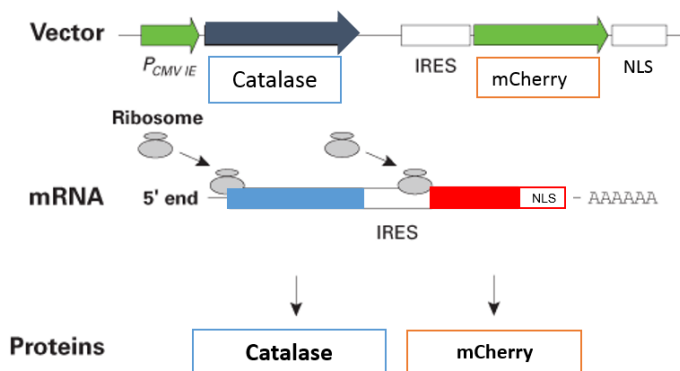 Vector
P CMV IE
Catalase
IRES
mCherry
NLS
Ribosome
mRNA
5' end
NLS
AAAAAA
IRES
Proteins
Catalase
mCherry